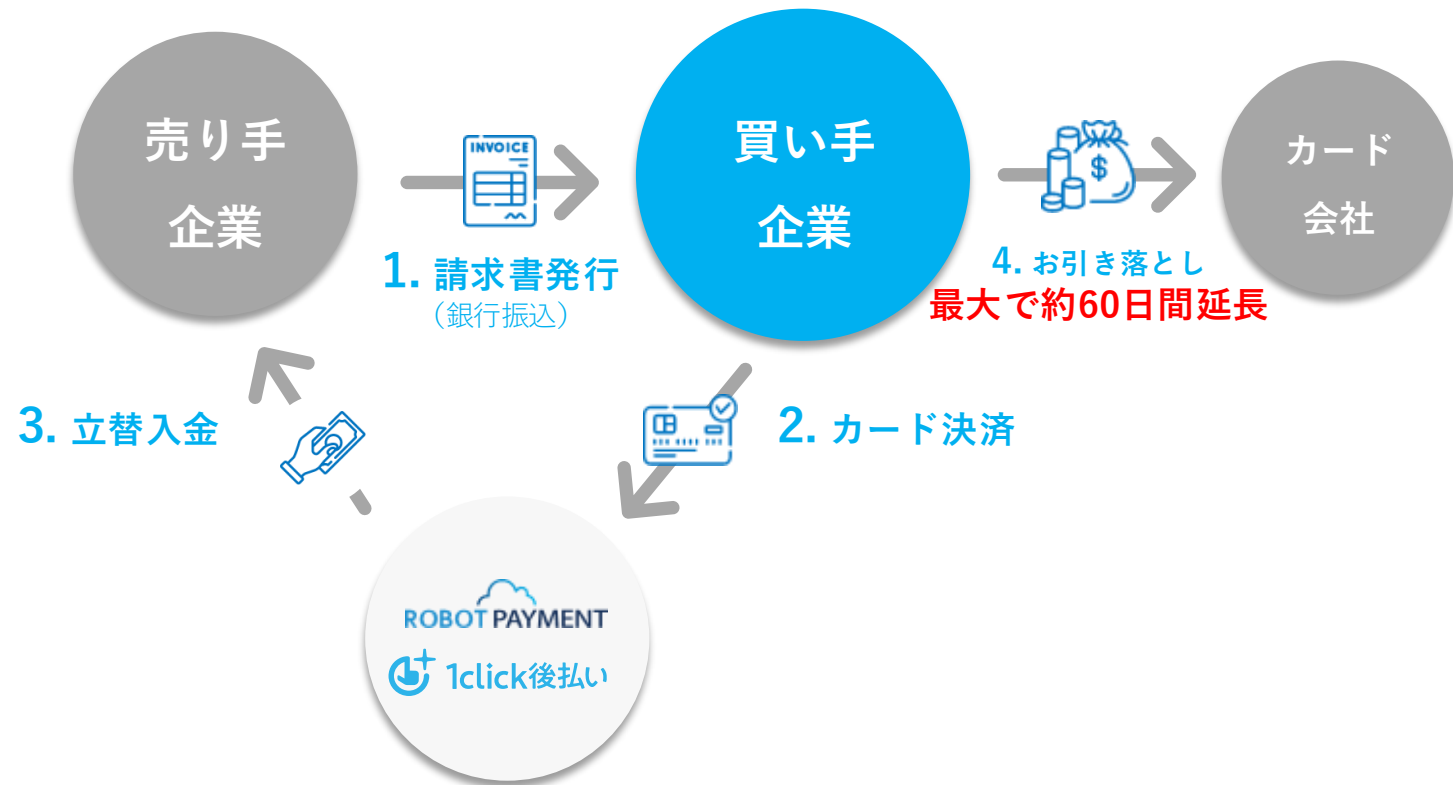 売り手
企業
INVOICE
1. 請求書発行
（銀行振込）
買い手
企業
$
4. お引き落とし
最大で約60日間延長
カード
会社
3. 立替入金
2. カード決済
ROBOT PAYMENT
1click後払い